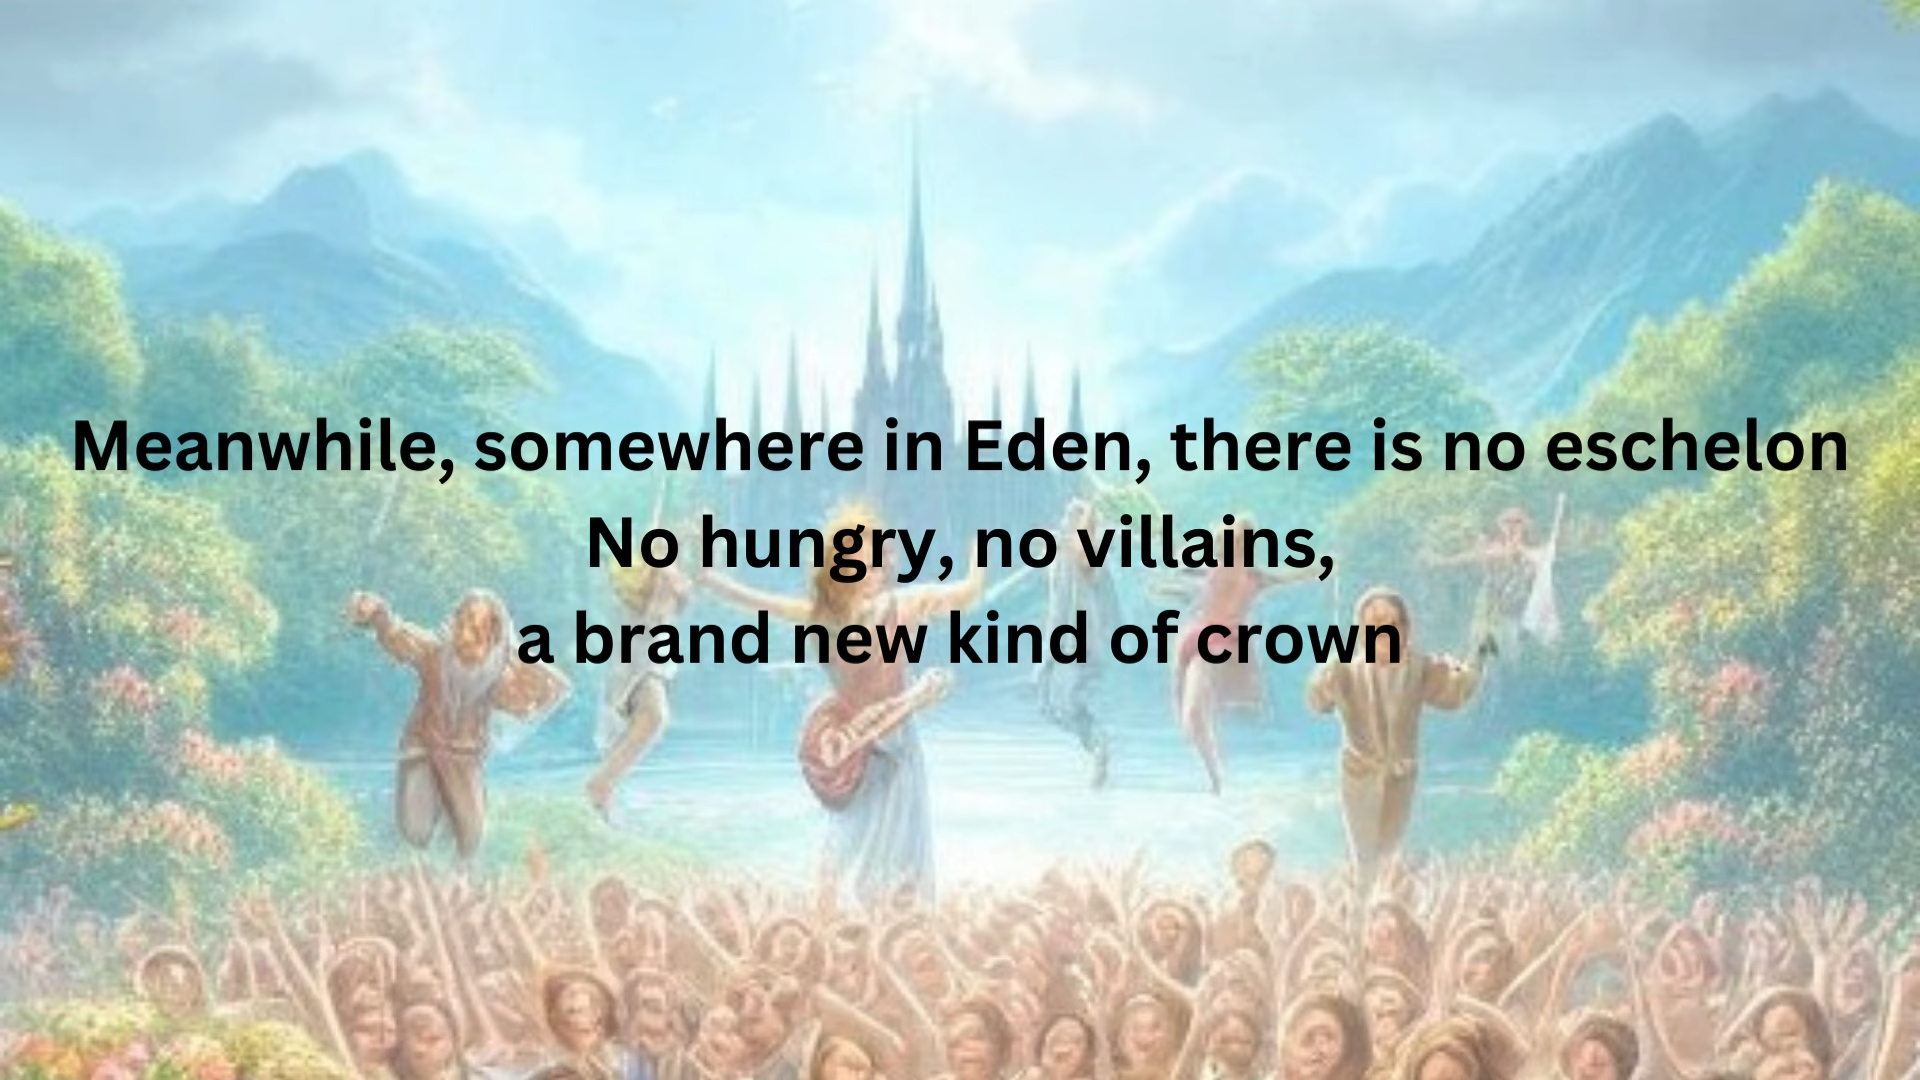 Meanwhile, somewhere in Eden, there is no eschelon
No hungry, no villains,
a brand new kind of crown